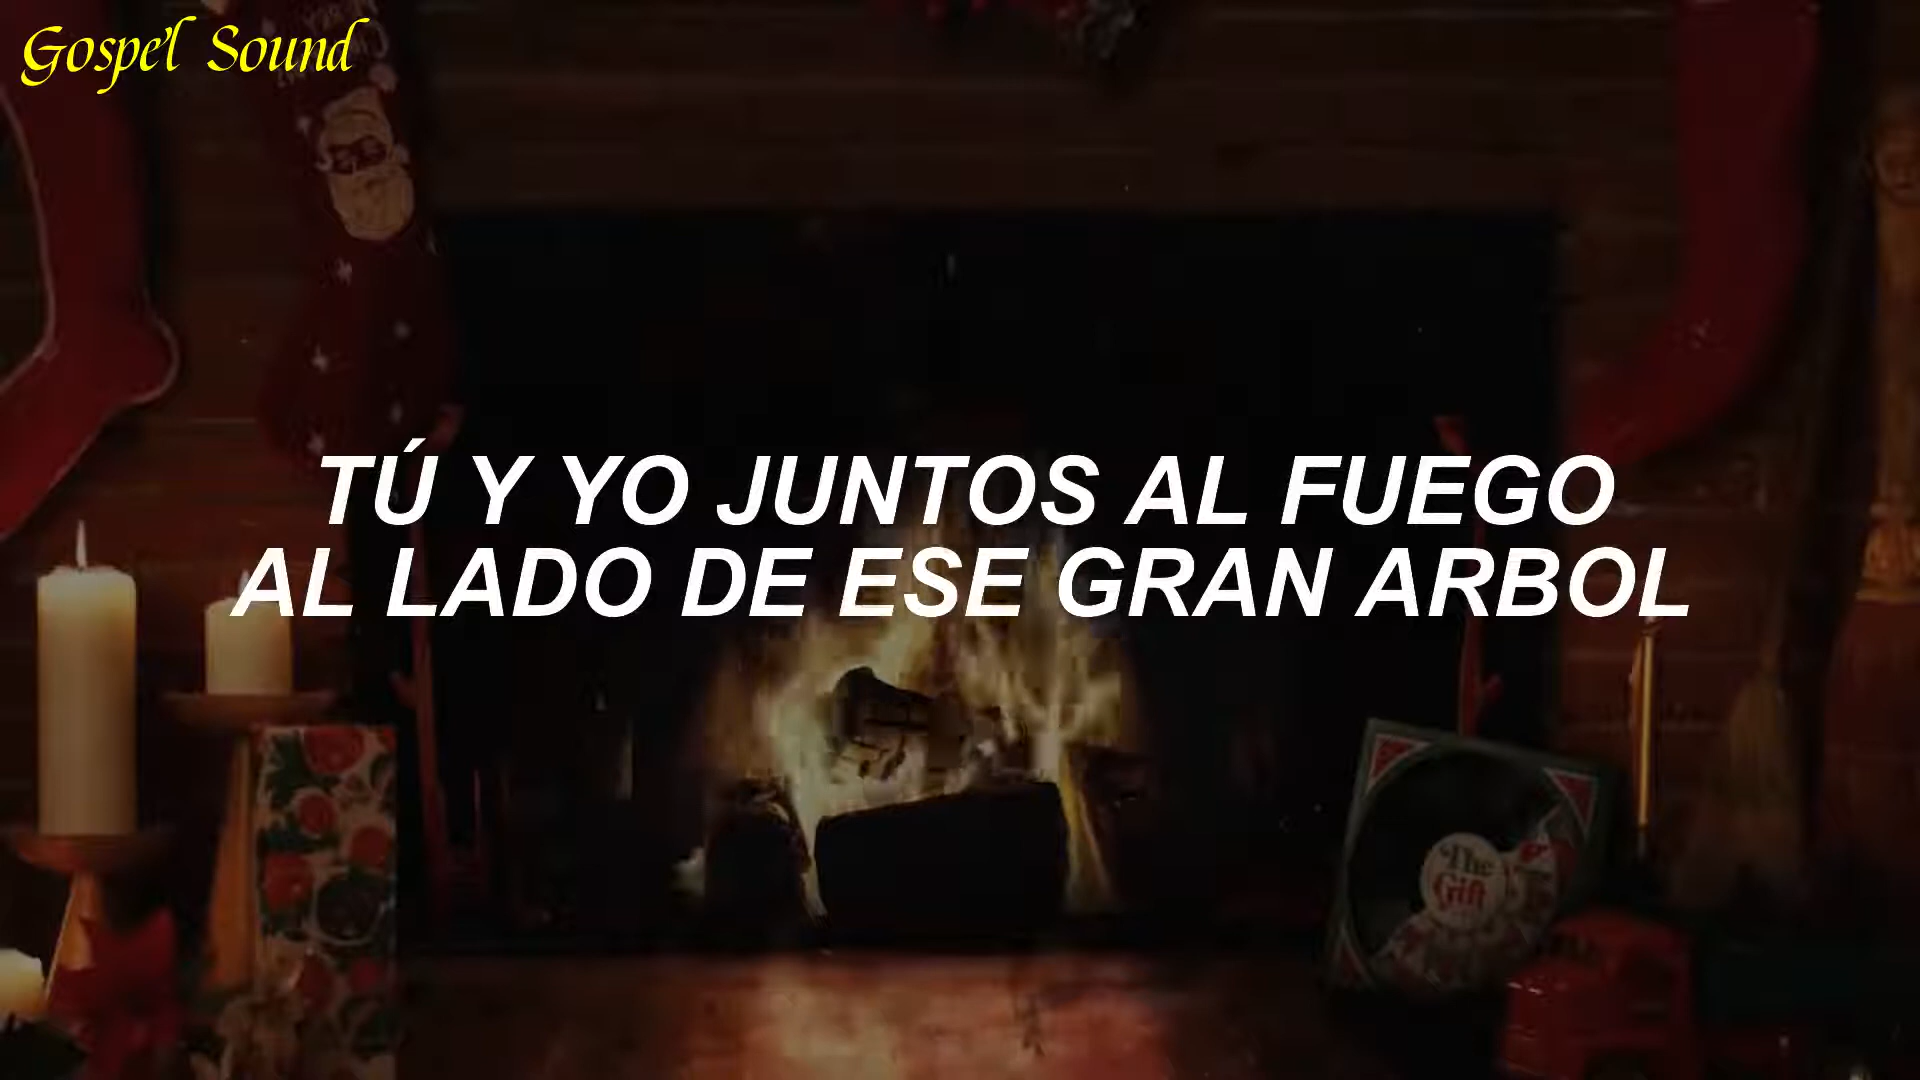 Gospel Sound
TÚ Y YO JUNTOS AL FUEGO
AL LADO DE ESE GRAN ARBOL
The
Gift